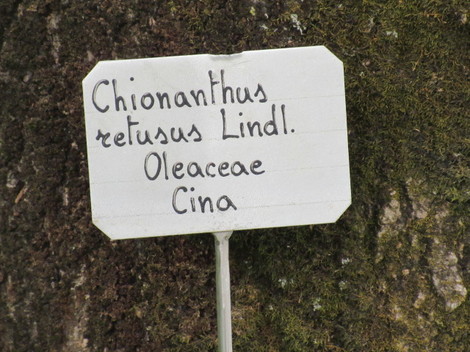 Chionanthus
retusus Lindl.
Oleaceae
Cina